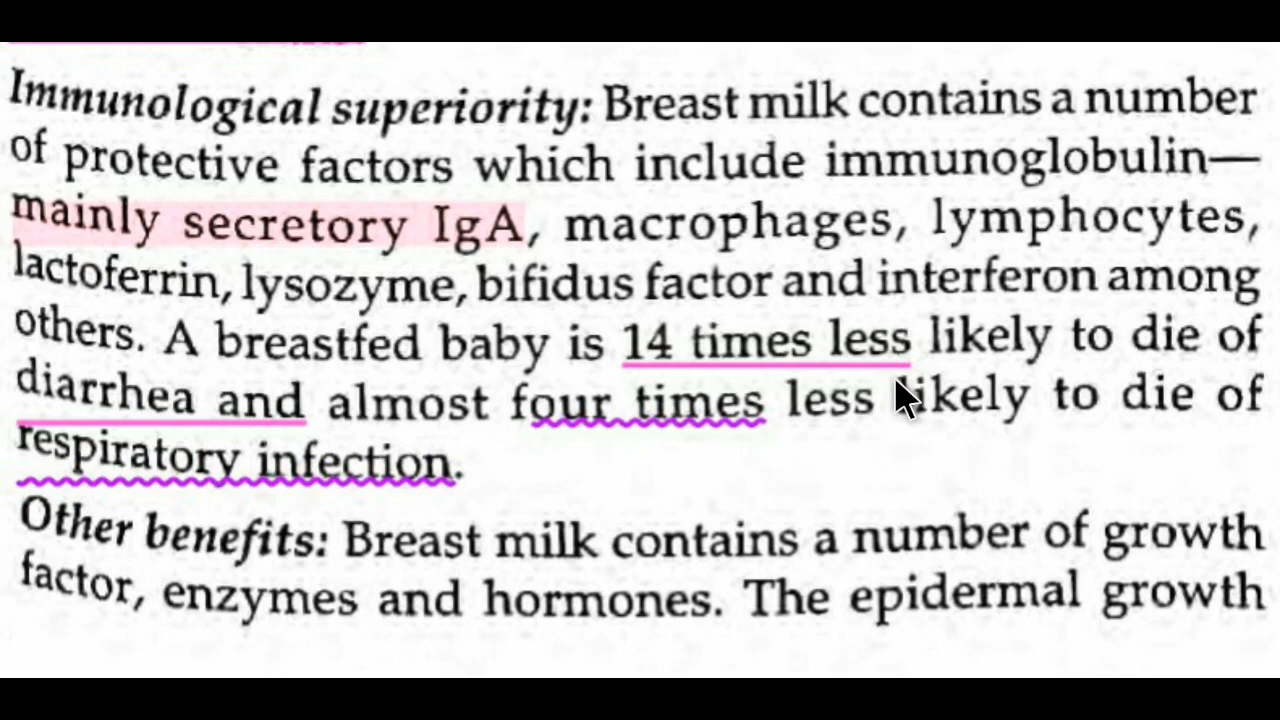 Immunological superiority: Breast milk contains a number
of protective factors which include immunoglobulin—
mainly secretory IgA, macrophages, lymphocytes,
lactoferrin, lysozyme, bifidus factor and interferon among
others. A breastfed baby is 14 times less likely to die of
diarrhea and almost four times less likely to die of
respiratory infection.
Other benefits: Breast milk contains a number of growth
factor, enzymes and hormones. The epidermal growth